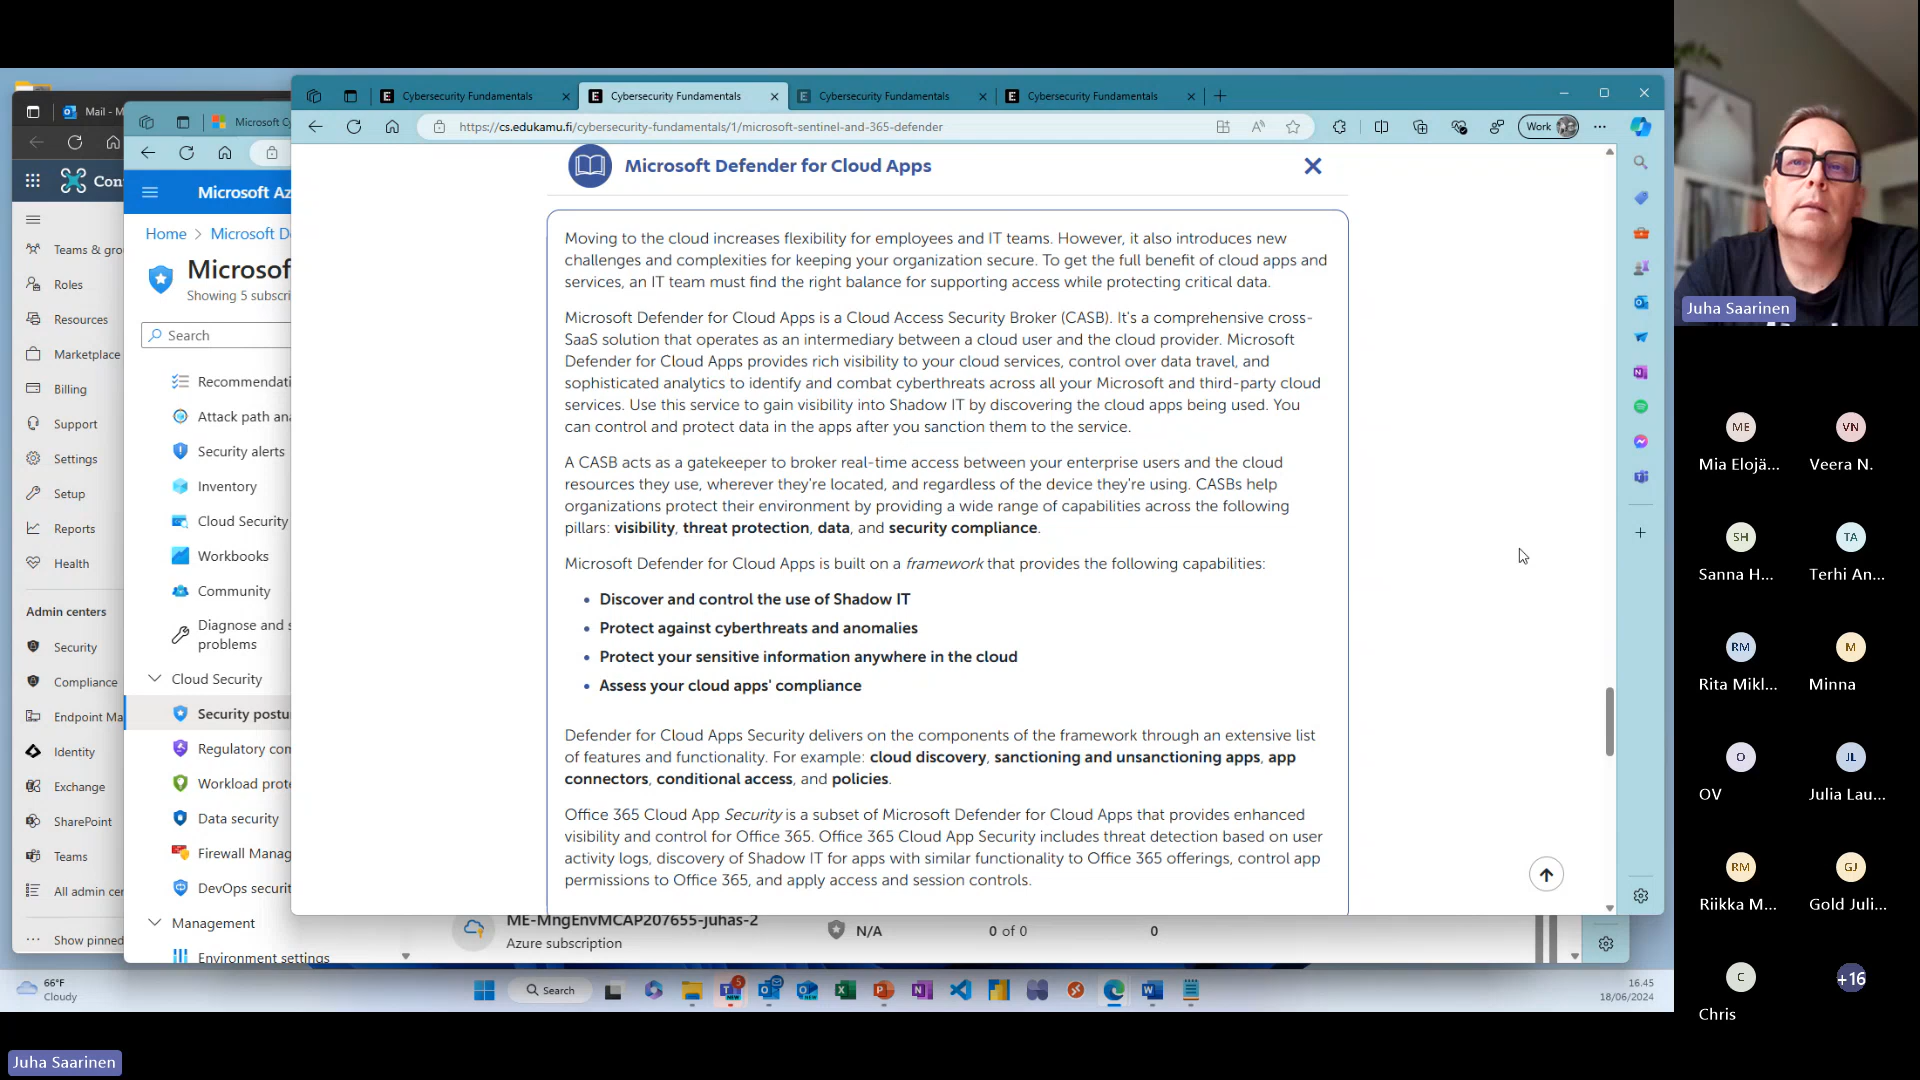 Cybersecurity Fundamentals
Cybersecurity Fundamentals
Cybersecurity Fundamentals
Cybersecurity Fundamentals
https://cs.edukamu.fi/cybersecurity-fundamentals/1/microsoft-sentinel-and-365-defender
Work
Mail - M
Microsoft Cy
Con
Microsoft Az
Home > Microsoft D
Microsof
Showing 5 subscri
Search
Teams & gro
Roles
Resources
Marketplace
Billing
Support
Settings
Setup
Reports
Health
Admin centers
Security
Compliance
Endpoint Ma
Identity
Exchange
SharePoint
Teams
All admin cer
Show pinned
Recommendati
Attack path ana
Security alerts
Inventory
Cloud Security
Workbooks
Community
Diagnose and s
problems
Cloud Security
Security postu
Regulatory com
Workload prote
Data security
Firewall Manag
DevOps securit
Management
Environment settings
Microsoft Defender for Cloud Apps
Moving to the cloud increases flexibility for employees and IT teams. However, it also introduces new
challenges and complexities for keeping your organization secure. To get the full benefit of cloud apps and
services, an IT team must find the right balance for supporting access while protecting critical data.
Microsoft Defender for Cloud Apps is a Cloud Access Security Broker (CASB). It's a comprehensive cross-
SaaS solution that operates as an intermediary between a cloud user and the cloud provider. Microsoft
Defender for Cloud Apps provides rich visibility to your cloud services, control over data travel, and
sophisticated analytics to identify and combat cyberthreats across all your Microsoft and third-party cloud
services. Use this service to gain visibility into Shadow IT by discovering the cloud apps being used. You
can control and protect data in the apps after you sanction them to the service.
A CASB acts as a gatekeeper to broker real-time access between your enterprise users and the cloud
resources they use, wherever they're located, and regardless of the device they're using. CASBs help
organizations protect their environment by providing a wide range of capabilities across the following
pillars: visibility, threat protection, data, and security compliance.
Microsoft Defender for Cloud Apps is built on a framework that provides the following capabilities:
• Discover and control the use of Shadow IT
• Protect against cyberthreats and anomalies
• Protect your sensitive information anywhere in the cloud
• Assess your cloud apps' compliance
Defender for Cloud Apps Security delivers on the components of the framework through an extensive list
of features and functionality. For example: cloud discovery, sanctioning and unsanctioning apps, app
connectors, conditional access, and policies.
Office 365 Cloud App Security is a subset of Microsoft Defender for Cloud Apps that provides enhanced
visibility and control for Office 365. Office 365 Cloud App Security includes threat detection based on user
activity logs, discovery of Shadow IT for apps with similar functionality to Office 365 offerings, control app
permissions to Office 365, and apply access and session controls.
ME-MngEnvMCAP207655-juhas-2
Azure subscription
N/A
0 of 0
0
66°F
Cloudy
Search
5
16.45
18/06/2024
Juha Saarinen
ME
Mia Elojä...
VN
Veera N.
SH
Sanna H...
TA
Terhi An...
RM
Rita Mikl...
M
Minna
O
OV
JL
Julia Lau...
RM
Riikka M...
GJ
Gold Juli...
C
Chris
+16
Juha Saarinen